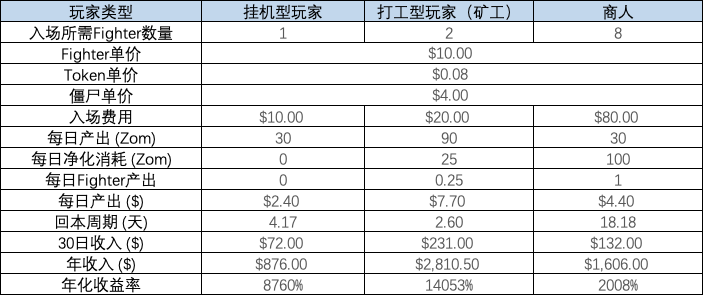 玩家类型 挂机型玩家 打工型玩家（矿工） 商人
入场所需Fighter数量 1 2 8
Fighter单价 $10.00
Token单价 $0.08
僵尸单价 $4.00
入场费用 $10.00 $20.00 $80.00
每日产出 (Zom) 30 90 30
每日净化消耗 (Zom) 0 25 100
每日Fighter产出 0 0.25 1
每日产出 ($) $2.40 $7.70 $4.40
回本周期 (天) 4.17 2.60 18.18
30日收入 ($) $72.00 $231.00 $132.00
年收入 ($) $876.00 $2,810.50 $1,606.00
年化收益率 8760% 14053% 2008%